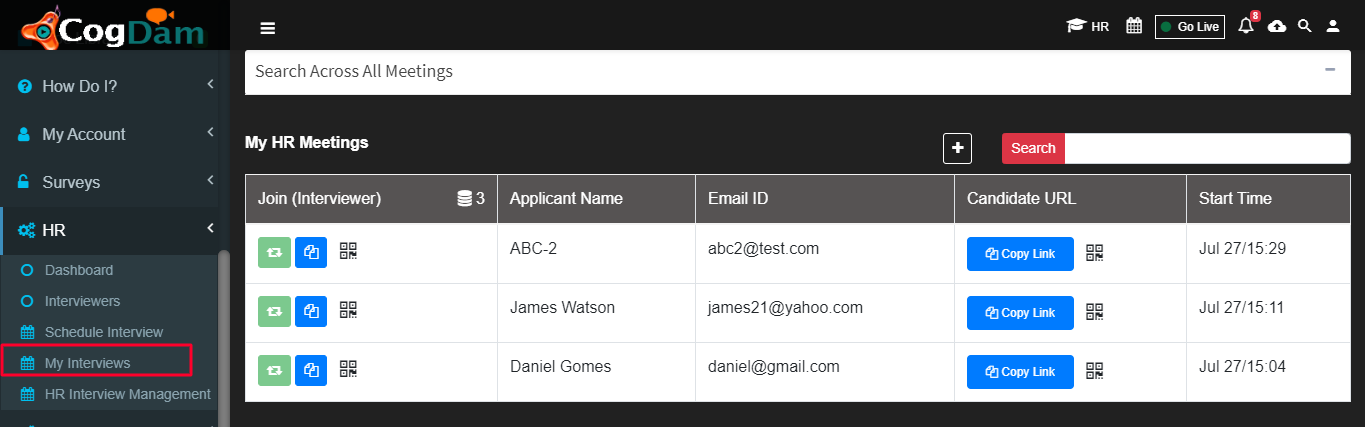 CogDam
HR
Go Live
8
How Do I?
My Account
Surveys
HR
Dashboard
Interviewers
Schedule Interview
My Interviews
HR Interview Management
Search Across All Meetings
My HR Meetings
Search
Join (Interviewer) 3 Applicant Name Email ID Candidate URL Start Time
ABC-2 abc2@test.com Copy Link Jul 27/15:29
James Watson james21@yahoo.com Copy Link Jul 27/15:11
Daniel Gomes daniel@gmail.com Copy Link Jul 27/15:04